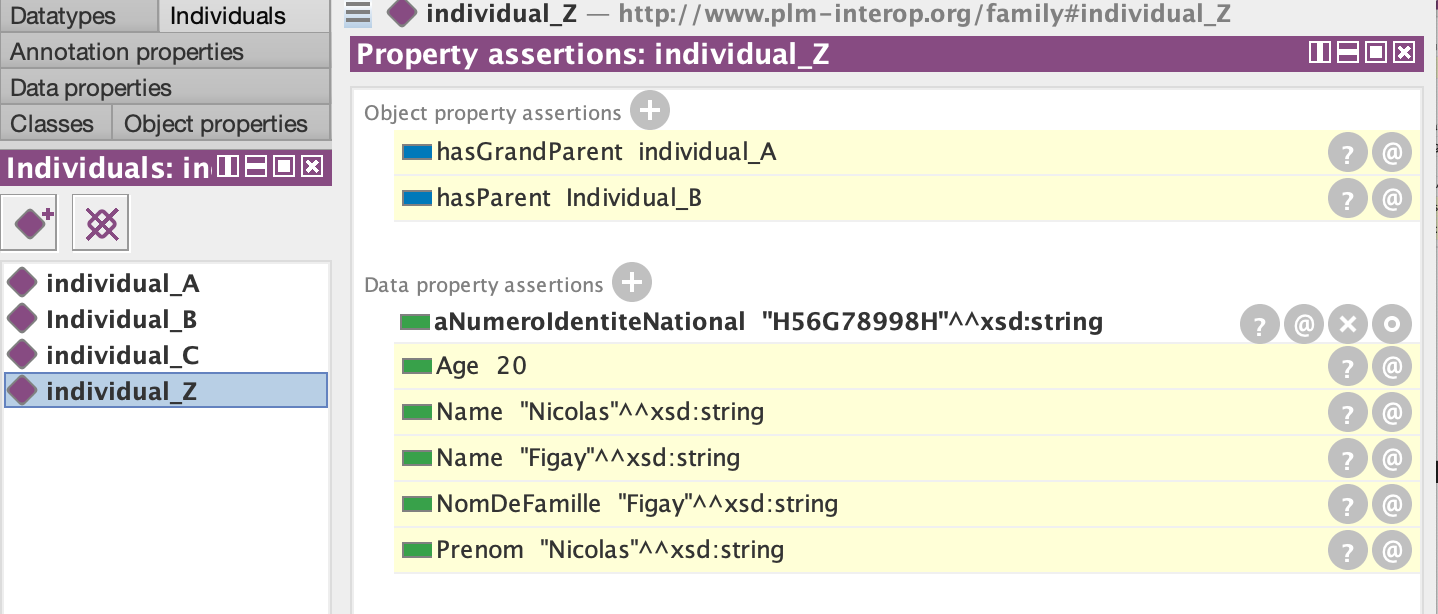 Datatypes Individuals
Annotation properties
Data properties
Classes Object properties
Individuals: in
individual_A
Individual_B
individual_C
individual_Z
individual_Z — http://www.plm-interop.org/family#individual_Z
Property assertions: individual_Z
Object property assertions
hasGrandParent individual_A ? @
hasParent Individual_B ? @
Data property assertions
aNumeroIdentiteNational "H56G78998H"^^xsd:string ? @
Age 20 ? @
Name "Nicolas"^^xsd:string ? @
Name "Figay"^^xsd:string ? @
NomDeFamille "Figay"^^xsd:string ? @
Prenom "Nicolas"^^xsd:string ? @